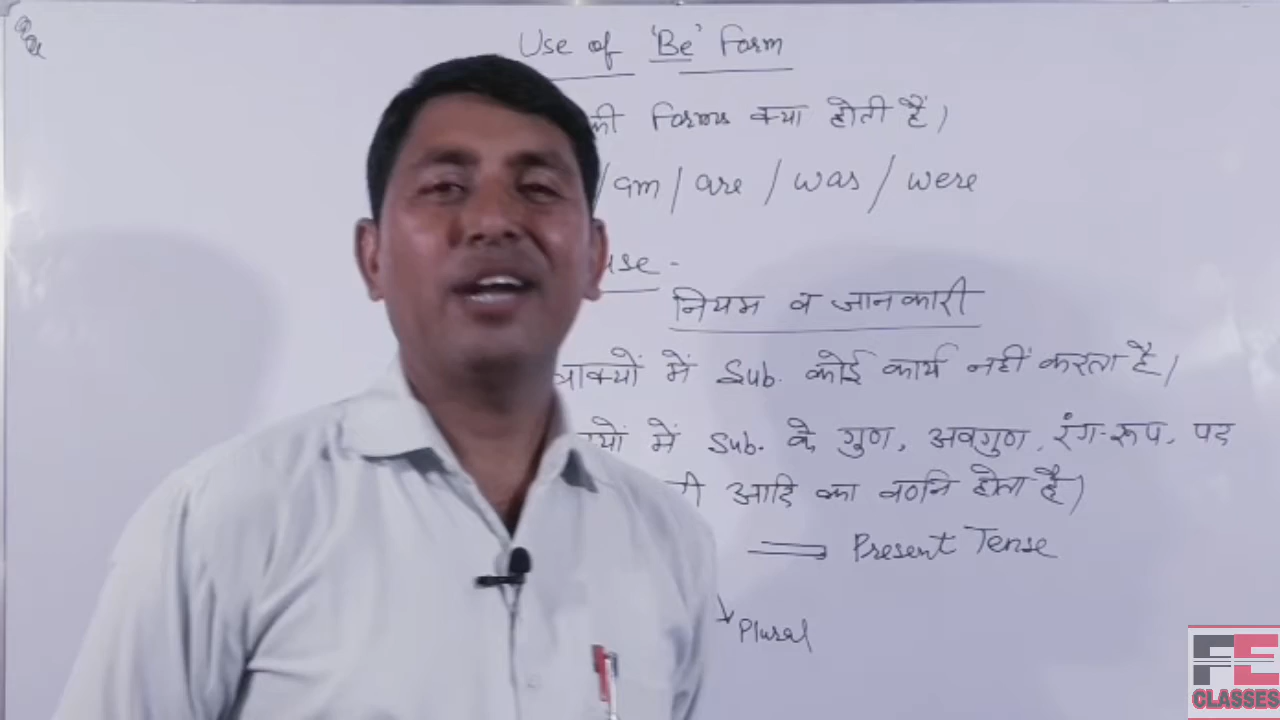 Use of 'Be' Form
की Forms क्या होती हैं।
/ am / are / was / were
use -
नियम व जानकारी
वाक्यों में Sub. कोई कार्य नहीं करता है।
में Sub. के गुण, अवगुण, रंग-रूप, पद
आदि का वर्णन होता है।
Present Tense
Plural
FE
CLASSES